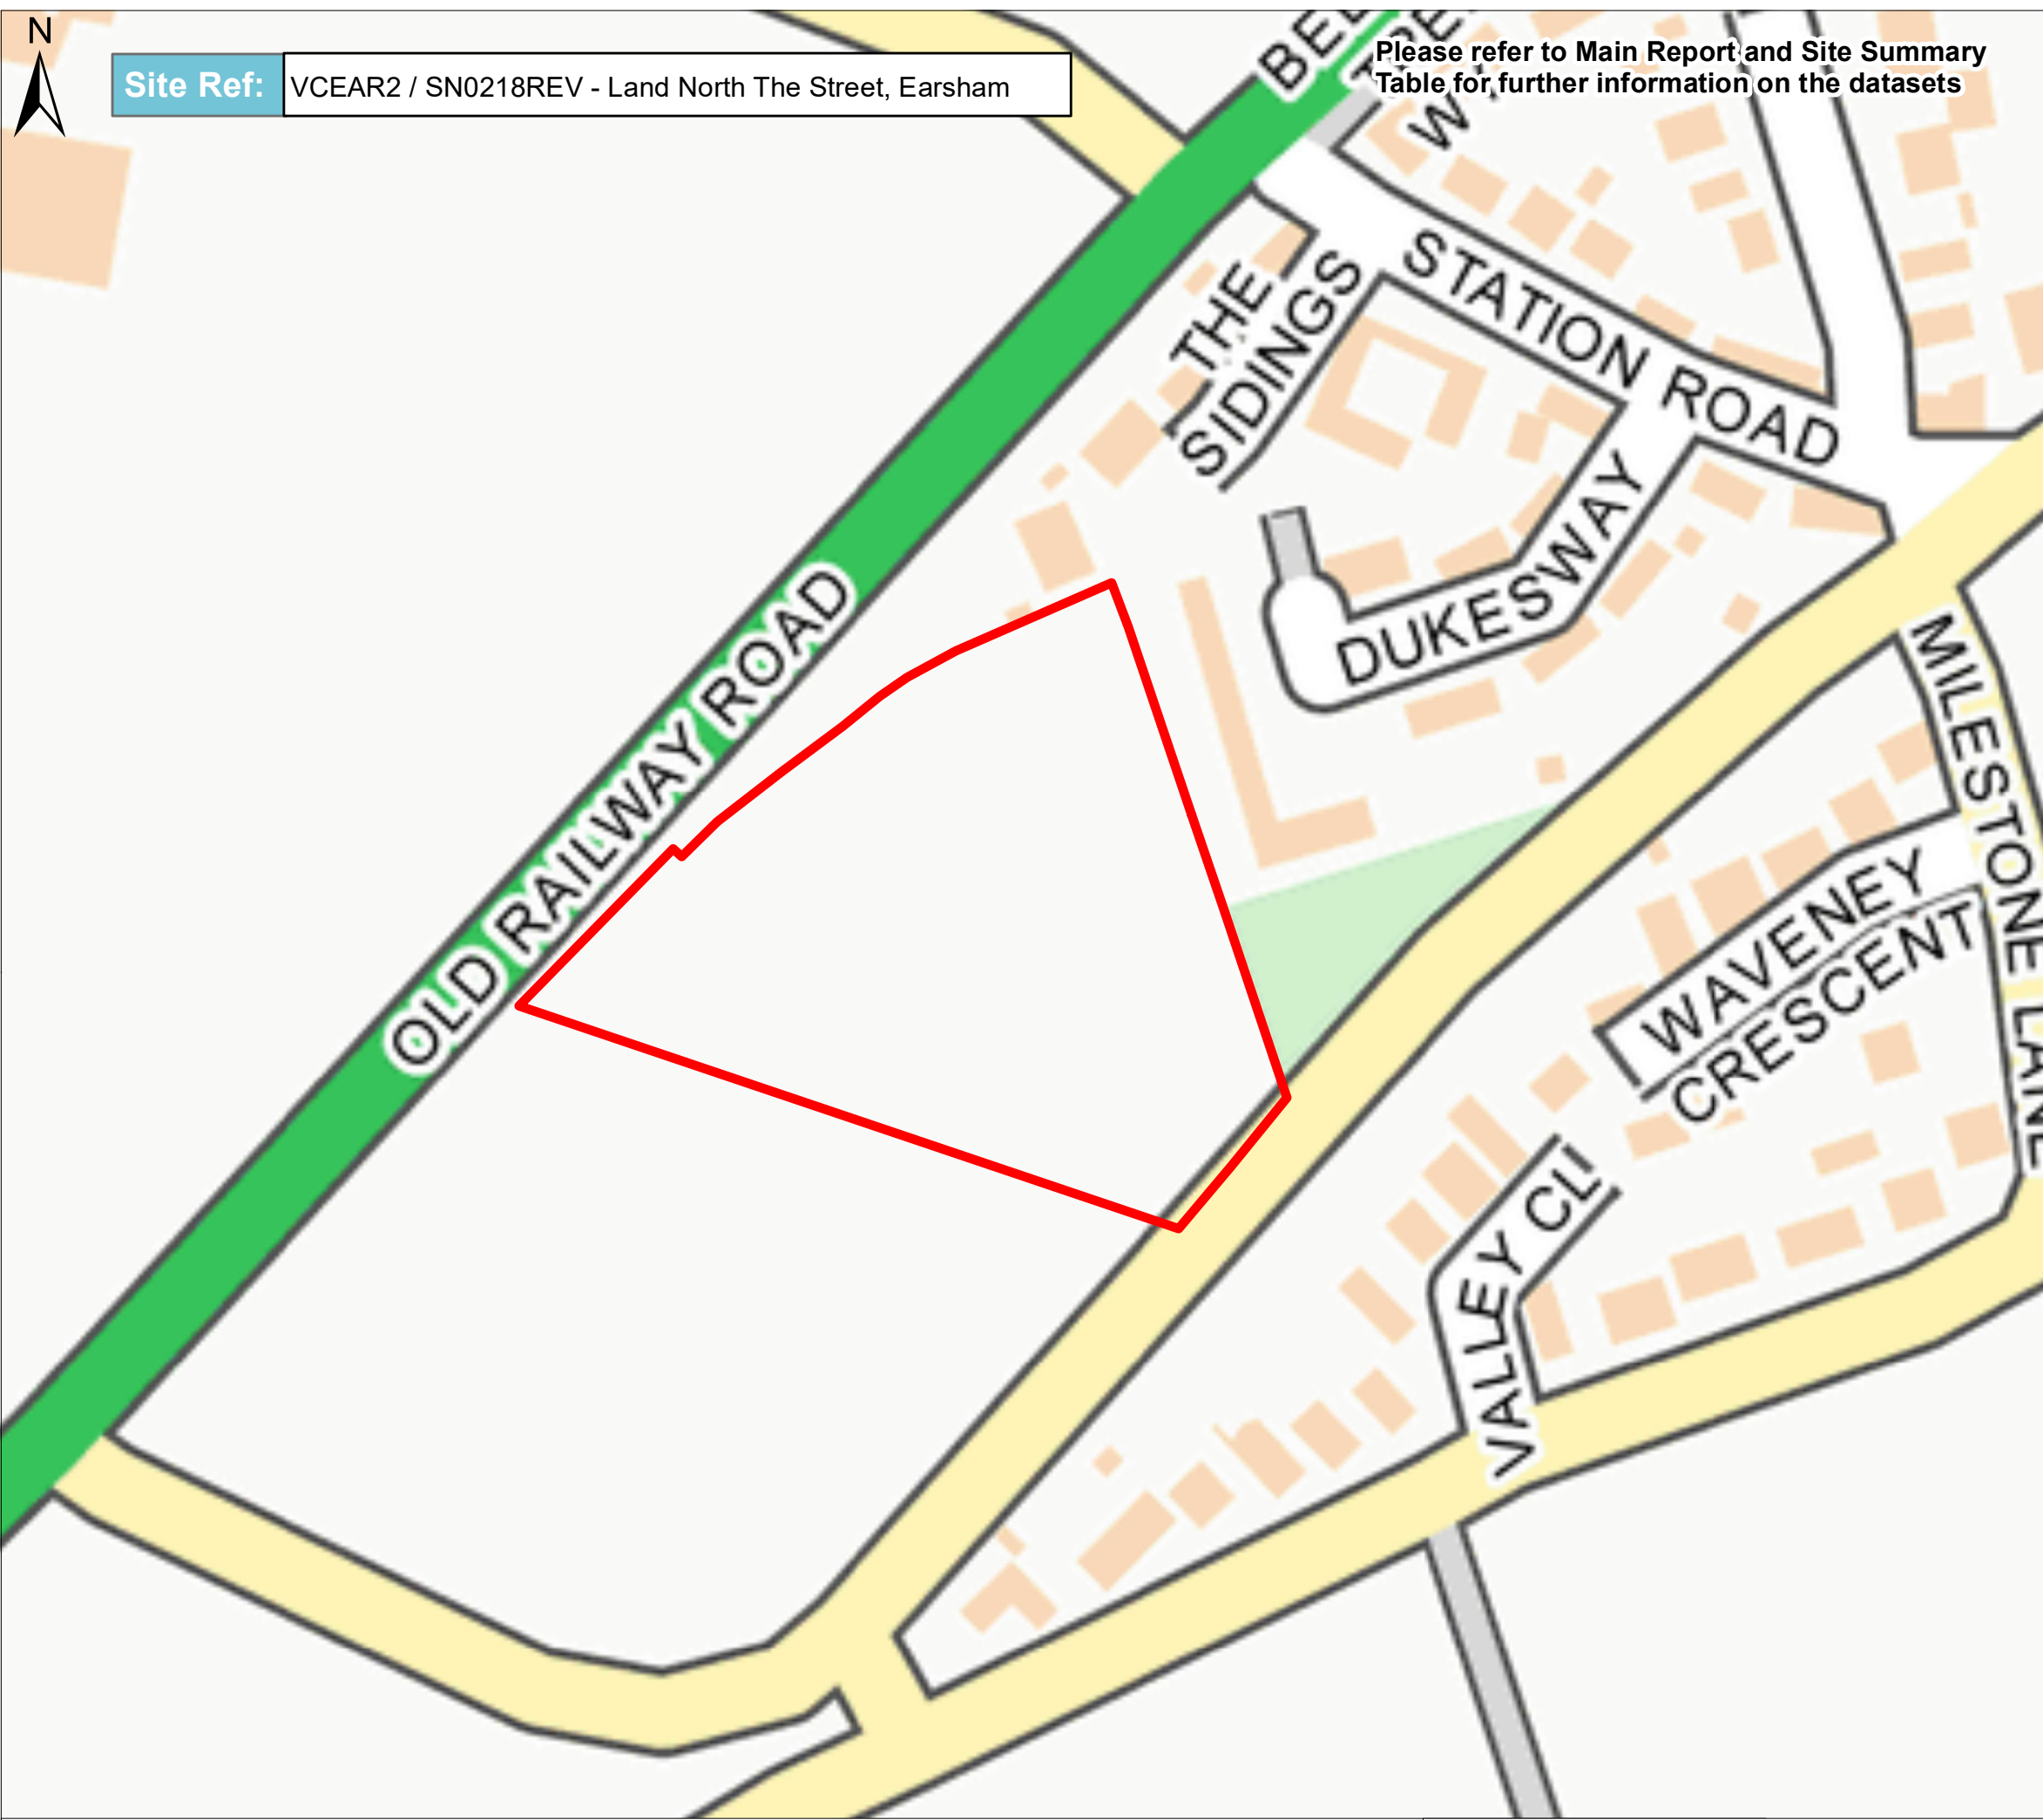 N
Site Ref: VCEAR2 / SN0218REV - Land North The Street, Earsham
Please refer to Main Report and Site Summary
Table for further information on the datasets
THE
SIDINGS
STATION ROAD
DUKESWAY
OLD RAILWAY ROAD
MILESTONE LANE
WAVENEY
CRESCENT
VALLEY CL